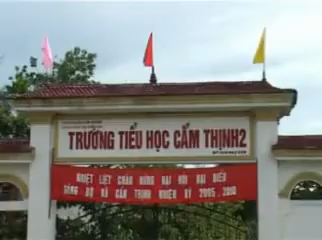 TRƯỜNG TIỂU HỌC CẨM THỊNH2
NHIỆT LIỆT CHÀO MỪNG ĐẠI HỘI ĐẠI BIỂU
ĐẢNG BỘ XÃ CẨM THỊNH NHIỆM KỲ 2005 - 2010